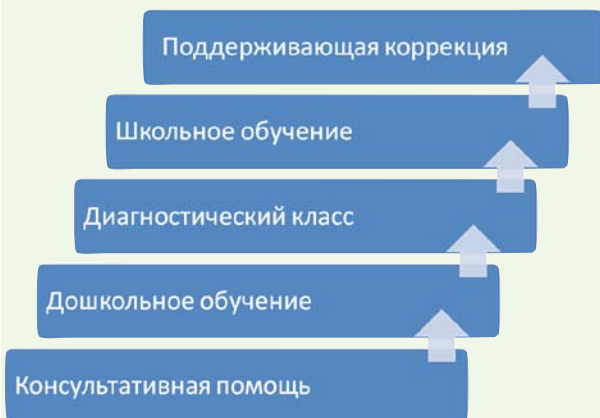 Поддерживающая коррекция
Школьное обучение
Диагностический класс
Дошкольное обучение
Консультативная помощь